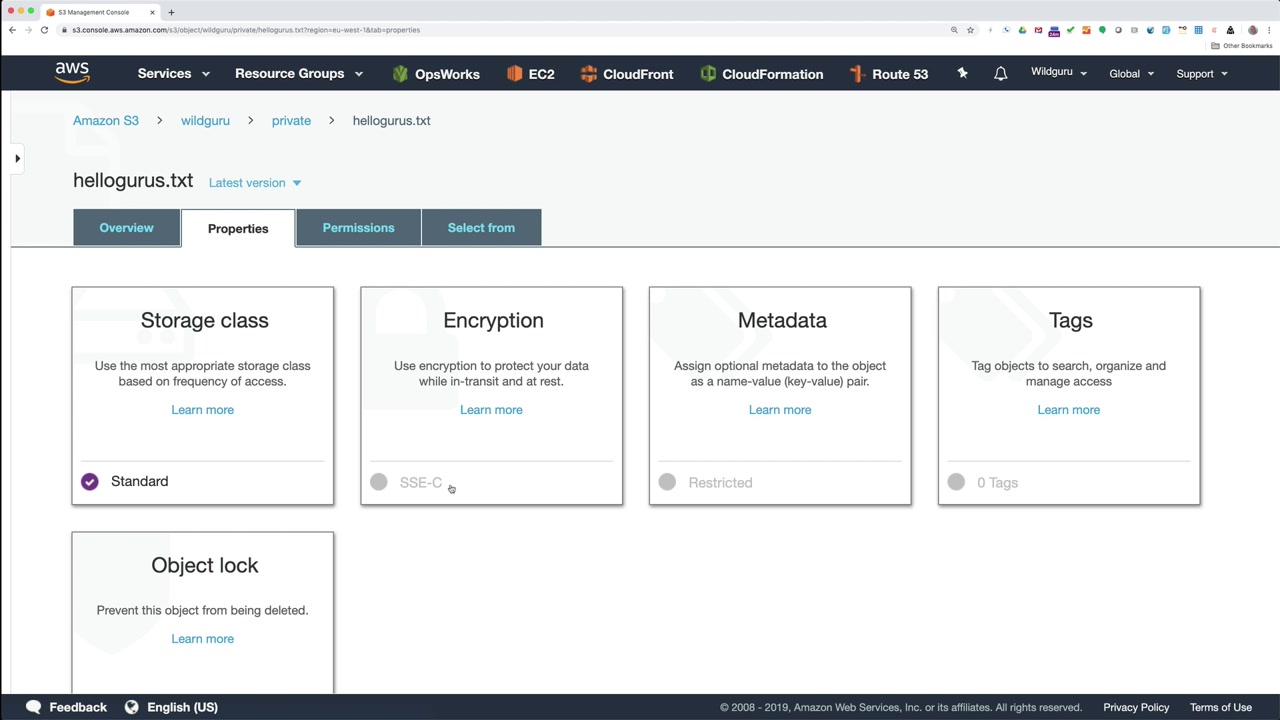 S3 Management Console
s3.console.aws.amazon.com/s3/object/wildguru/private/hellogurus.txt?region=eu-west-1&tab=properties
Other Bookmarks
aws Services Resource Groups OpsWorks EC2 CloudFront CloudFormation Route 53 Wildguru Global Support
Amazon S3 > wildguru > private > hellogurus.txt
hellogurus.txt Latest version
Overview Properties Permissions Select from
Storage class
Use the most appropriate storage class
based on frequency of access.
Learn more
Standard
Encryption
Use encryption to protect your data
while in-transit and at rest.
Learn more
SSE-C
Metadata
Assign optional metadata to the object
as a name-value (key-value) pair.
Learn more
Restricted
Tags
Tag objects to search, organize and
manage access
Learn more
0 Tags
Object lock
Prevent this object from being deleted.
Learn more
Feedback English (US) © 2008 - 2019, Amazon Web Services, Inc. or its affiliates. All rights reserved. Privacy Policy Terms of Use